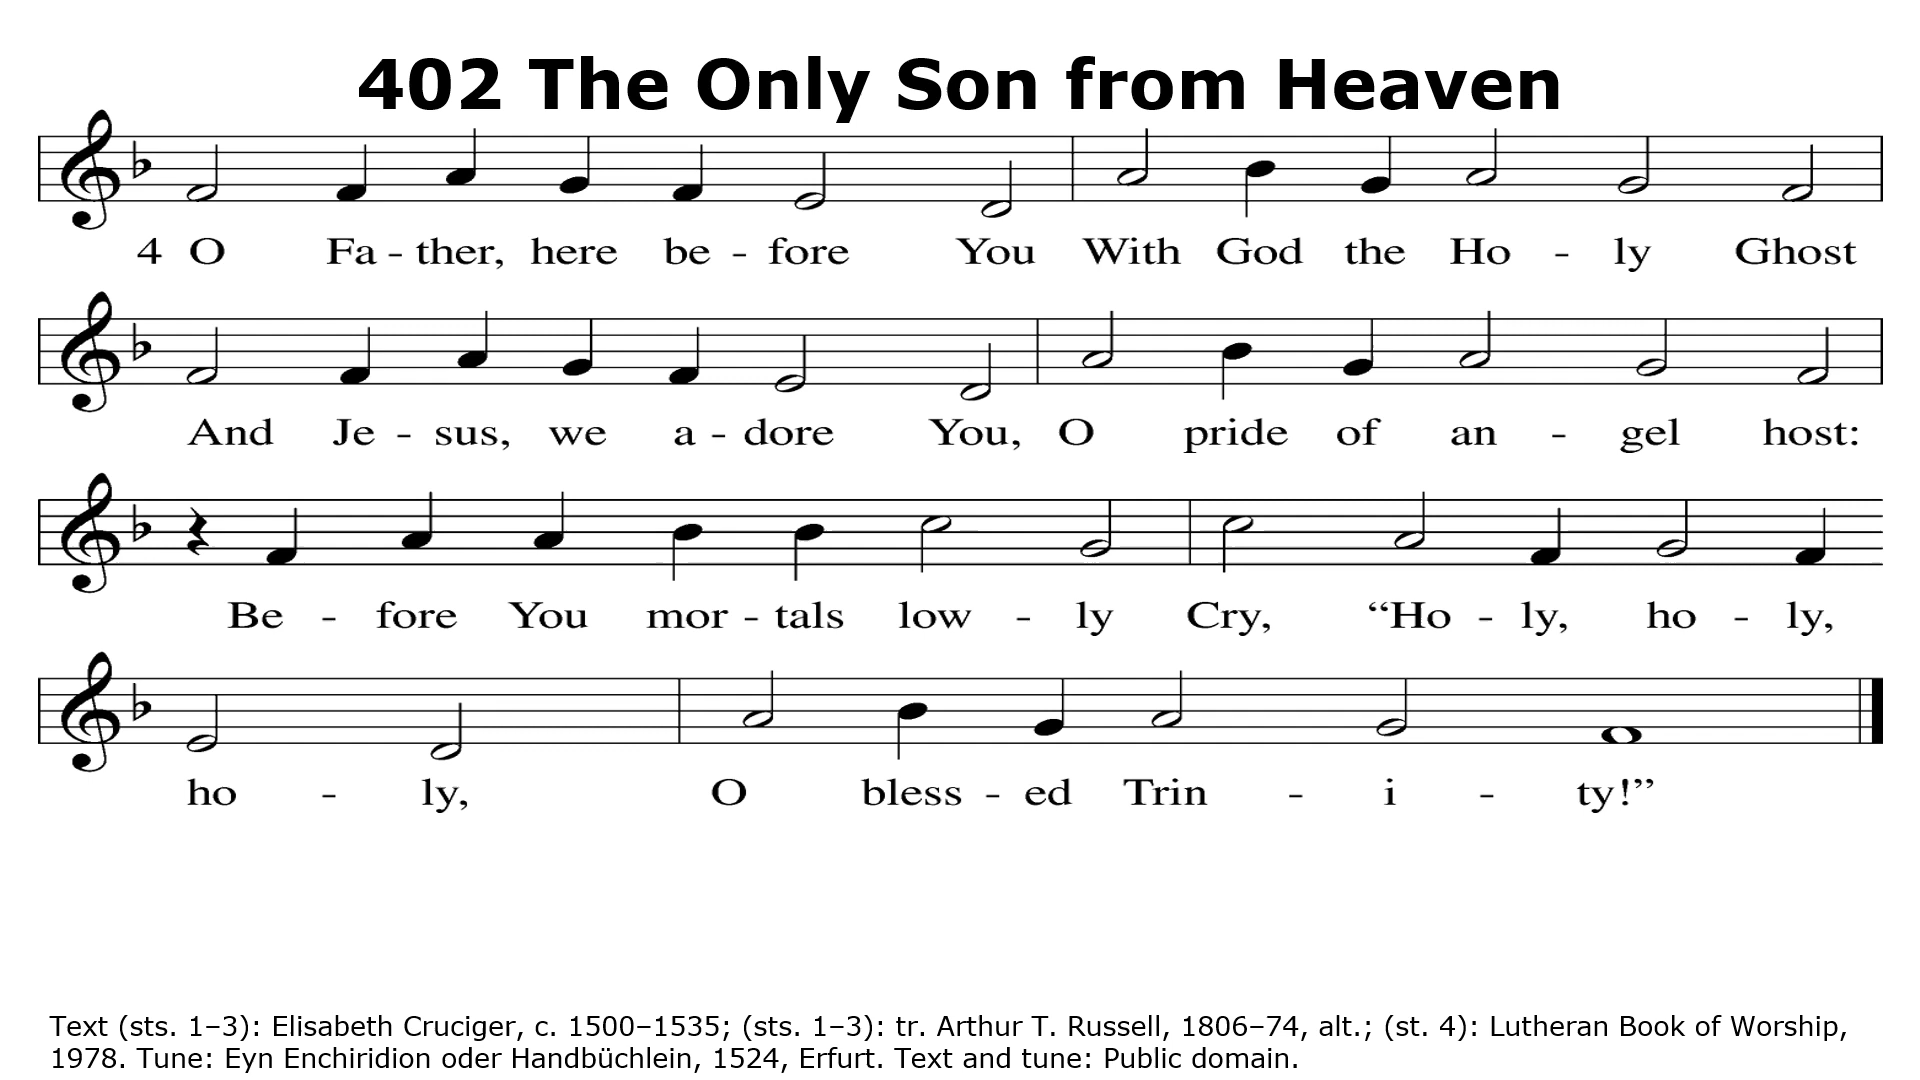 402 The Only Son from Heaven
4 O Fa - ther, here be - fore You With God the Ho - ly Ghost
And Je - sus, we a - dore You, O pride of an - gel host:
Be - fore You mor - tals low - ly Cry, “Ho - ly, ho - ly,
ho - ly, O bless - ed Trin - i - ty!”
Text (sts. 1–3): Elisabeth Cruciger, c. 1500–1535; (sts. 1–3): tr. Arthur T. Russell, 1806–74, alt.; (st. 4): Lutheran Book of Worship,
1978. Tune: Eyn Enchiridion oder Handbüchlein, 1524, Erfurt. Text and tune: Public domain.